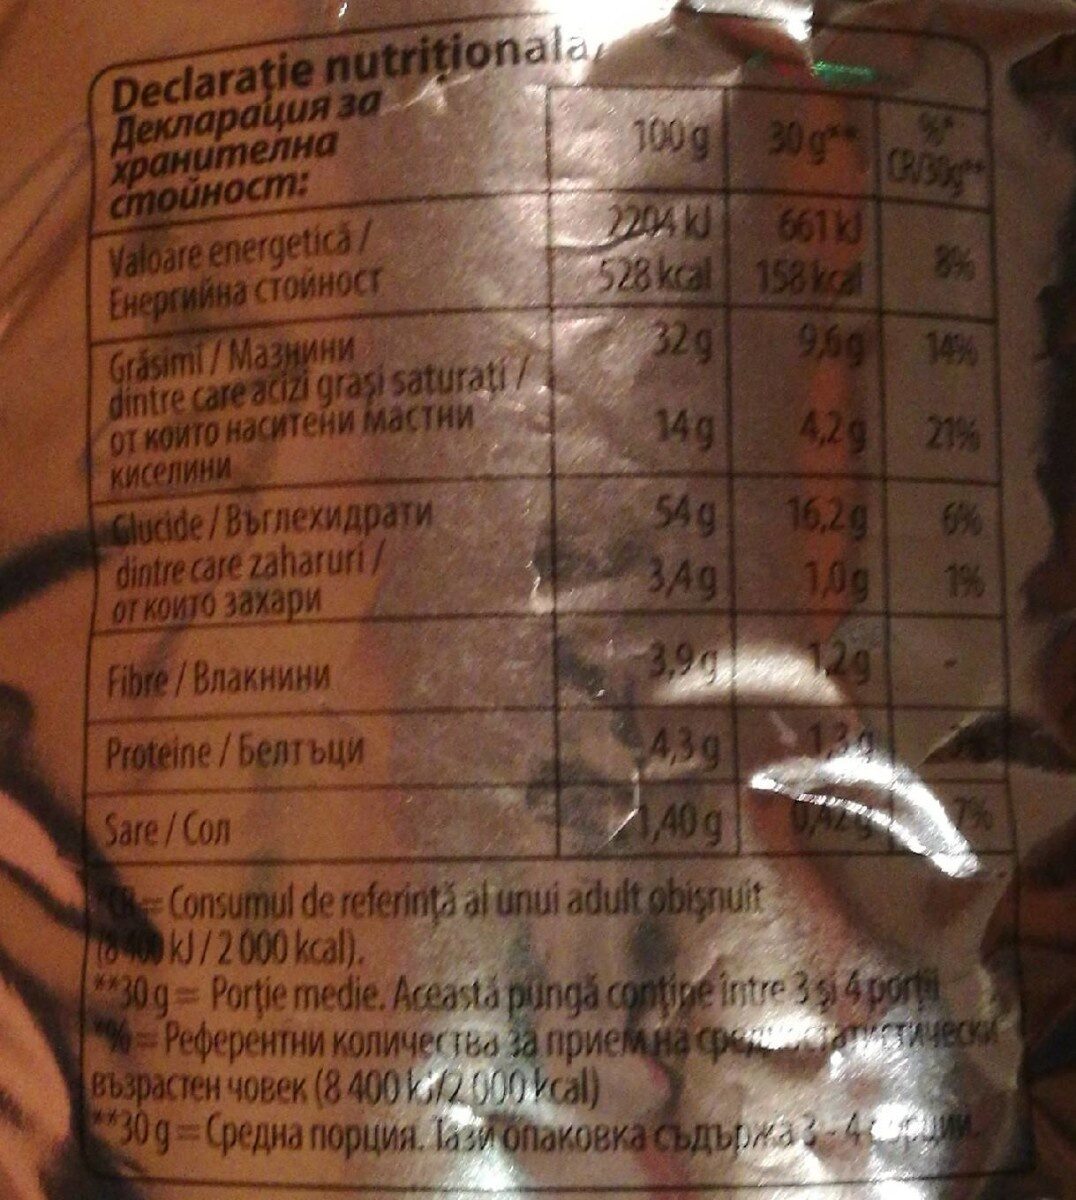 Declarație nutrițională/
Декларация за
хранителна
стойност:
100 g 30 g** %*
CR/30g**
Valoare energetică /
Енергийна стойност
2204 kJ 661 kJ
528 kcal 158 kcal 8%
Grăsimi / Мазнини 32 g 9,6 g 14%
dintre care acizi grași saturați /
от които наситени мастни
киселини
14 g 4,2 g 21%
Glucide / Въглехидрати 54 g 16,2 g 6%
dintre care zaharuri /
от които захари
3,4 g 1,0 g 1%
Fibre / Влакнини 3,9 g 1,2 g -
Proteine / Белтъци 4,3 g 1,3 g
Sare / Сол 1,40 g 0,42 g 7%
*CR = Consumul de referință al unui adult obișnuit
(8 400 kJ / 2 000 kcal).
**30 g = Porție medie. Această pungă conține între 3 și 4 porții
*% = Референтни количества за прием на средностатистически
възрастен човек (8 400 kJ/2 000 kcal)
**30 g = Средна порция. Тази опаковка съдържа 3 - 4 порции.